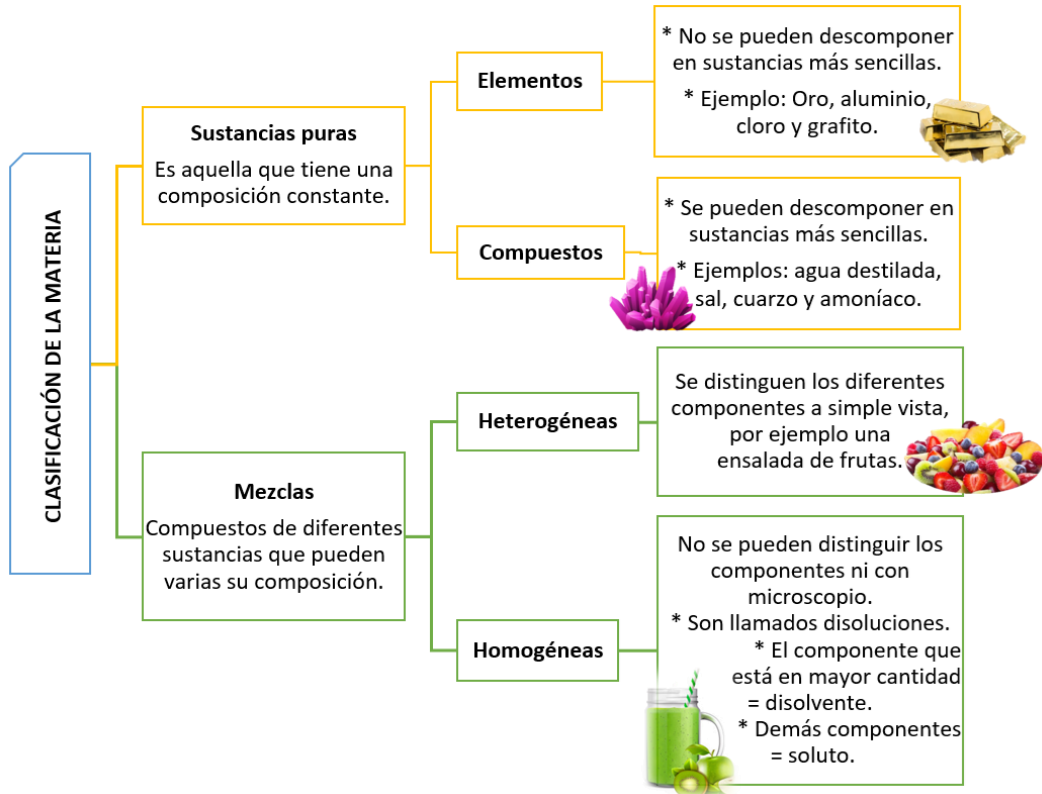 CLASIFICACIÓN DE LA MATERIA
Sustancias puras
Es aquella que tiene una
composición constante.
Elementos
* No se pueden descomponer
en sustancias más sencillas.
* Ejemplo: Oro, aluminio,
cloro y grafito.
Compuestos
* Se pueden descomponer en
sustancias más sencillas.
* Ejemplos: agua destilada,
sal, cuarzo y amoníaco.
Mezclas
Compuestos de diferentes
sustancias que pueden
varias su composición.
Heterogéneas
Se distinguen los diferentes
componentes a simple vista,
por ejemplo una
ensalada de frutas.
Homogéneas
No se pueden distinguir los
componentes ni con
microscopio.
* Son llamados disoluciones.
* El componente que
está en mayor cantidad
= disolvente.
* Demás componentes
= soluto.